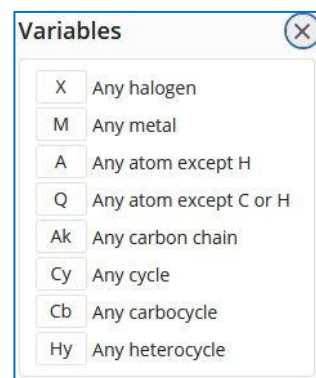 Variables
X Any halogen
M Any metal
A Any atom except H
Q Any atom except C or H
Ak Any carbon chain
Cy Any cycle
Cb Any carbocycle
Hy Any heterocycle